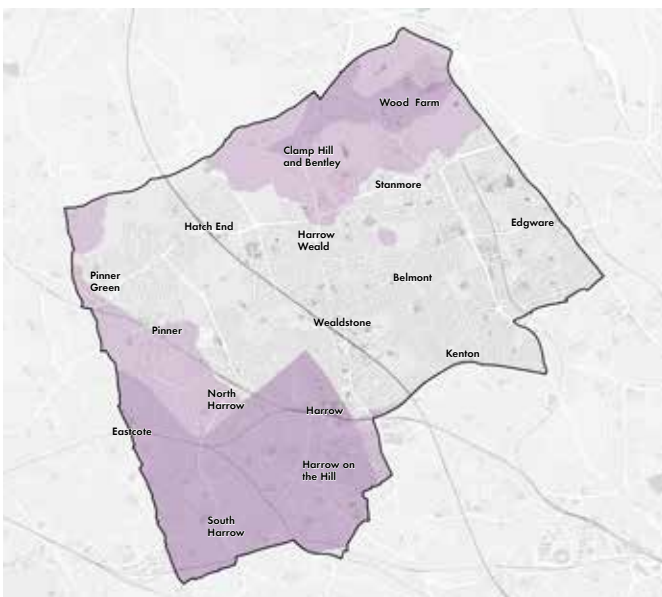 Wood Farm
Clamp Hill
and Bentley
Stanmore
Edgware
Hatch End
Harrow
Weald
Pinner
Green
Belmont
Wealdstone
Pinner
Kenton
North
Harrow
Harrow
Eastcote
Harrow on
the Hill
South
Harrow